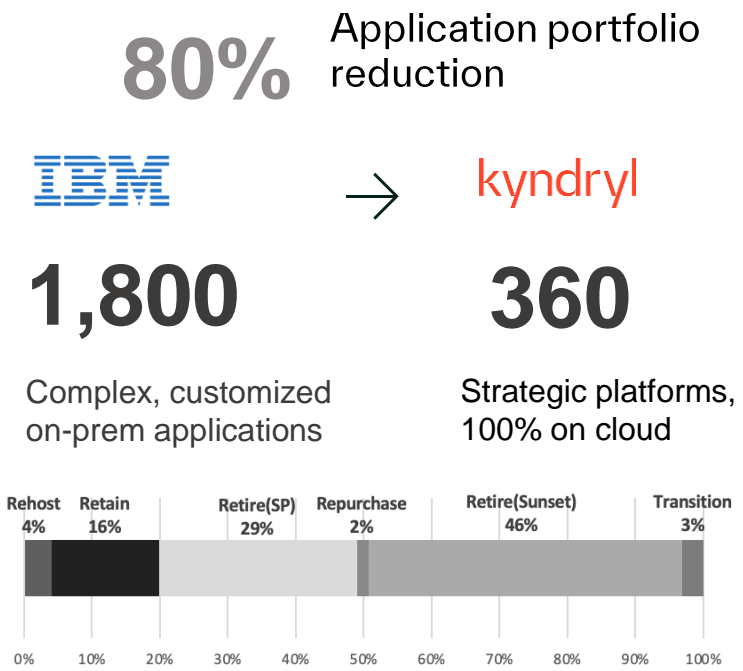 80%
Application portfolio
reduction
IBM
kyndryl
1,800
360
Complex, customized
on-prem applications
Strategic platforms,
100% on cloud
Rehost
4%
Retain
16%
Retire(SP)
29%
Repurchase
2%
Retire(Sunset)
46%
Transition
3%
0% 10% 20% 30% 40% 50% 60% 70% 80% 90% 100%